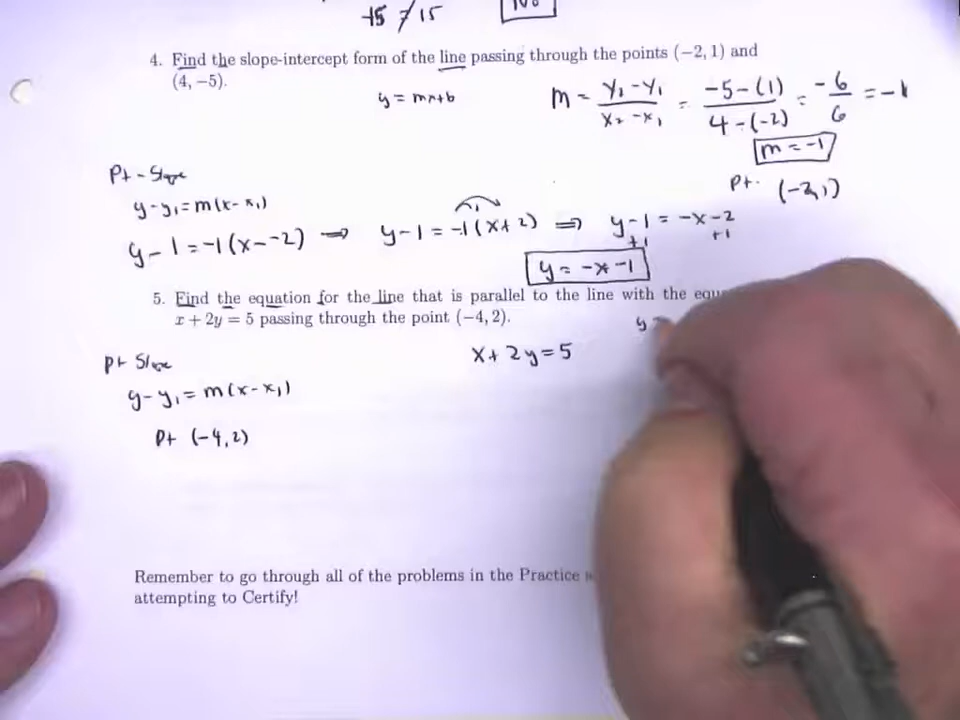 -15 ≠ 15
4. Find the slope-intercept form of the line passing through the points (−2, 1) and
(4, −5).
y = mx+b
m = y₂-y₁/x₂-x₁ = -5-(1)/4-(-2) = -6/6 = -1
m = -1
Pt-Slope
pt. (-2,1)
y-y₁=m(x-x₁)
y-1=-1(x--2) ⇒ y-1=-1(x+2) ⇒ y-1=-x-2
+1 +1
y = -x-1
5. Find the equation for the line that is parallel to the line with the
x + 2y = 5 passing through the point (−4, 2).
y =
pt Slope
x+2y=5
y-y₁=m(x-x₁)
pt (-4,2)
Remember to go through all of the problems in the Practice
attempting to Certify!